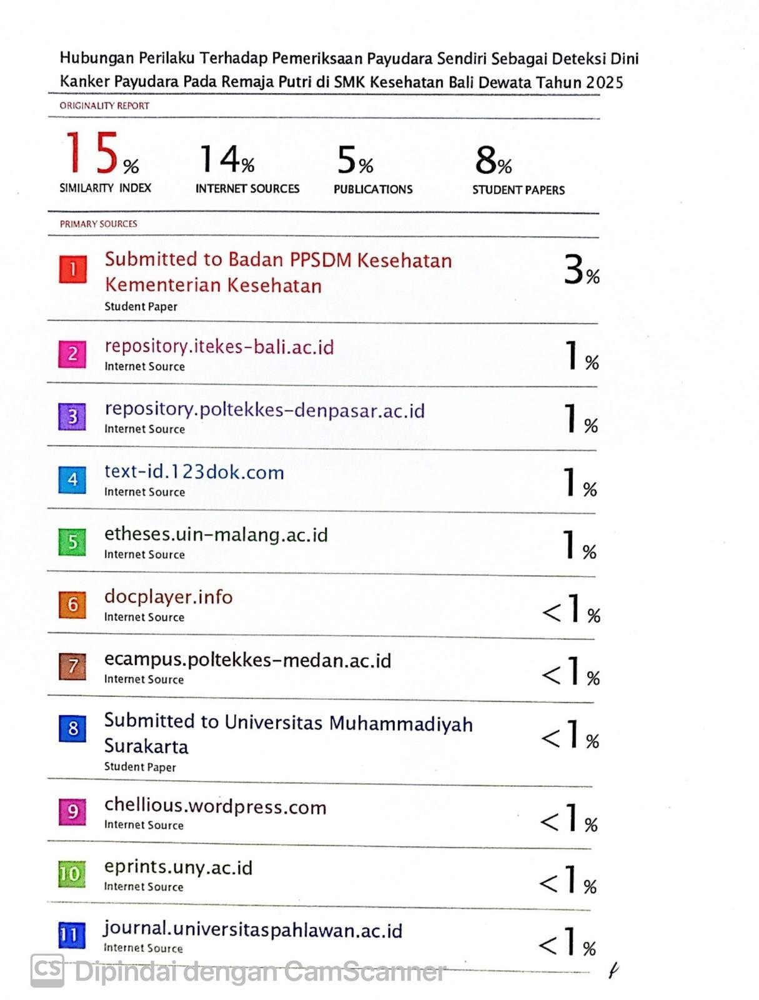 Hubungan Perilaku Terhadap Pemeriksaan Payudara Sendiri Sebagai Deteksi Dini
Kanker Payudara Pada Remaja Putri di SMK Kesehatan Bali Dewata Tahun 2025
ORIGINALITY REPORT
15% 14% 5% 8%
SIMILARITY INDEX INTERNET SOURCES PUBLICATIONS STUDENT PAPERS
PRIMARY SOURCES
1 Submitted to Badan PPSDM Kesehatan 3%
Kementerian Kesehatan
Student Paper
2 repository.itekes-bali.ac.id 1%
Internet Source
3 repository.poltekkes-denpasar.ac.id 1%
Internet Source
4 text-id.123dok.com 1%
Internet Source
5 etheses.uin-malang.ac.id 1%
Internet Source
6 docplayer.info <1%
Internet Source
7 ecampus.poltekkes-medan.ac.id <1%
Internet Source
8 Submitted to Universitas Muhammadiyah <1%
Surakarta
Student Paper
9 chellious.wordpress.com <1%
Internet Source
10 eprints.uny.ac.id <1%
Internet Source
11 journal.universitaspahlawan.ac.id <1%
Internet Source
CS Dipindai dengan CamScanner